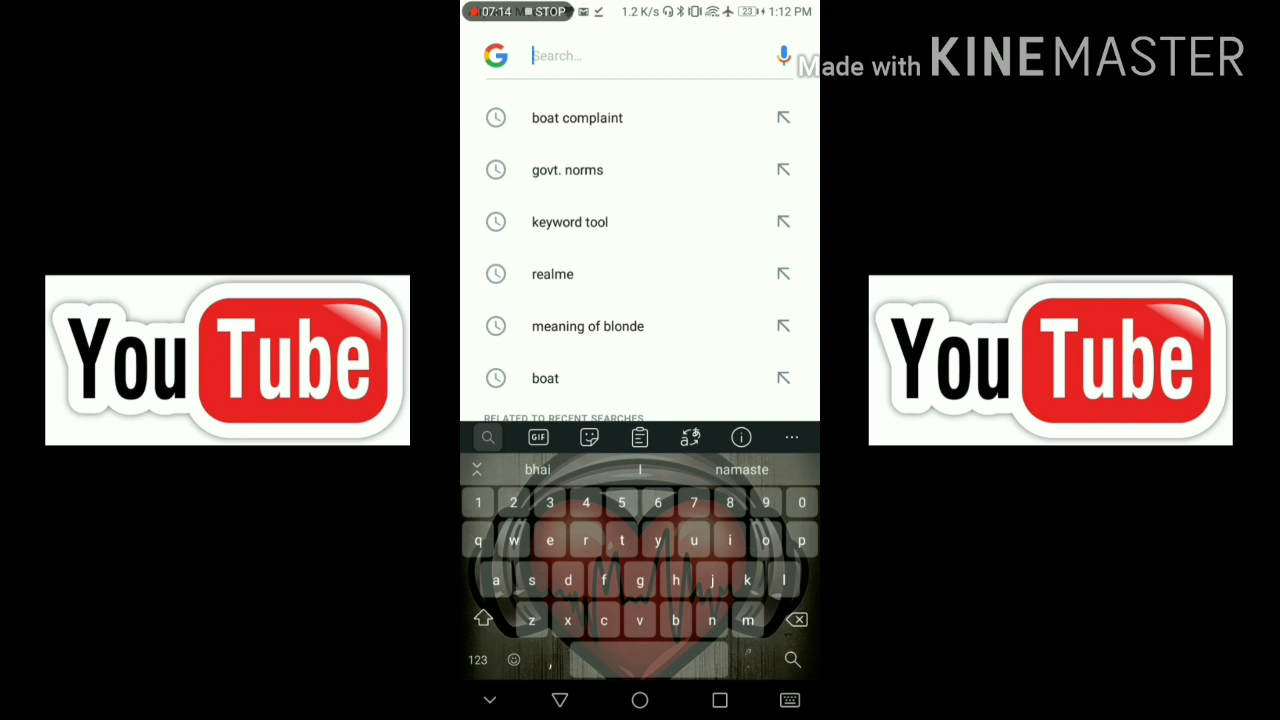 07:14 STOP 1.2 K/s 23 1:12 PM
Search...
Made with KINEMASTER
boat complaint
govt. norms
keyword tool
realme
meaning of blonde
boat
RELATED TO RECENT SEARCHES
YouTube YouTube
GIF
bhai I namaste
1 2 3 4 5 6 7 8 9 0
q w e r t y u i o p
a s d f g h j k l
z x c v b n m
123 ,